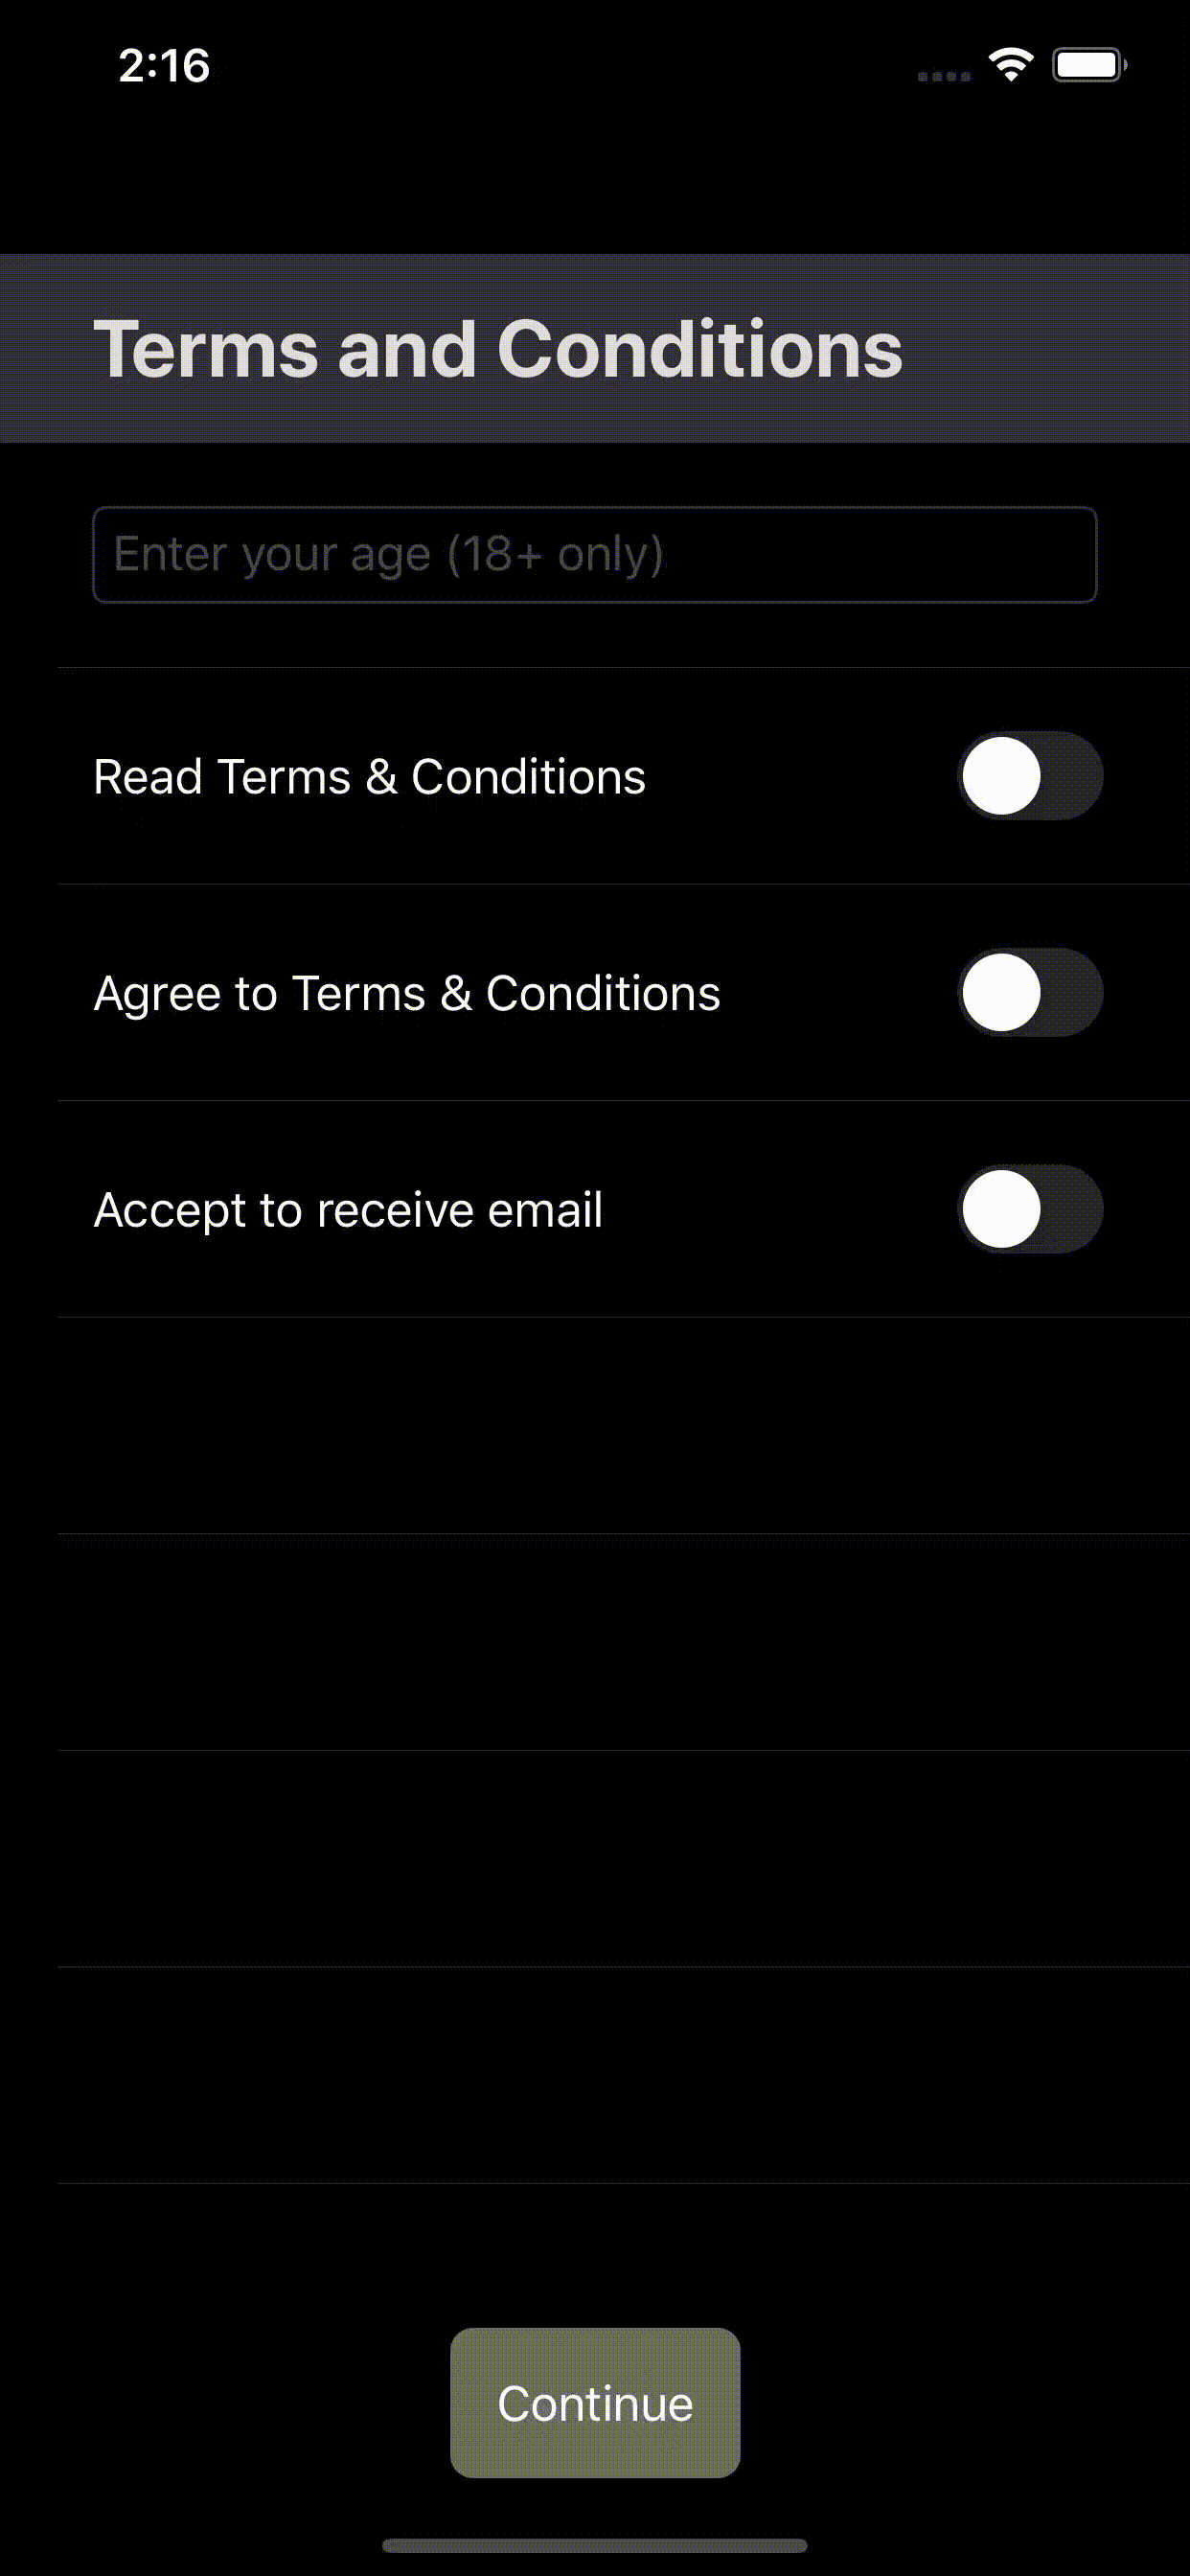 2:16
Terms and Conditions
Enter your age (18+ only)
Read Terms & Conditions
Agree to Terms & Conditions
Accept to receive email
Continue